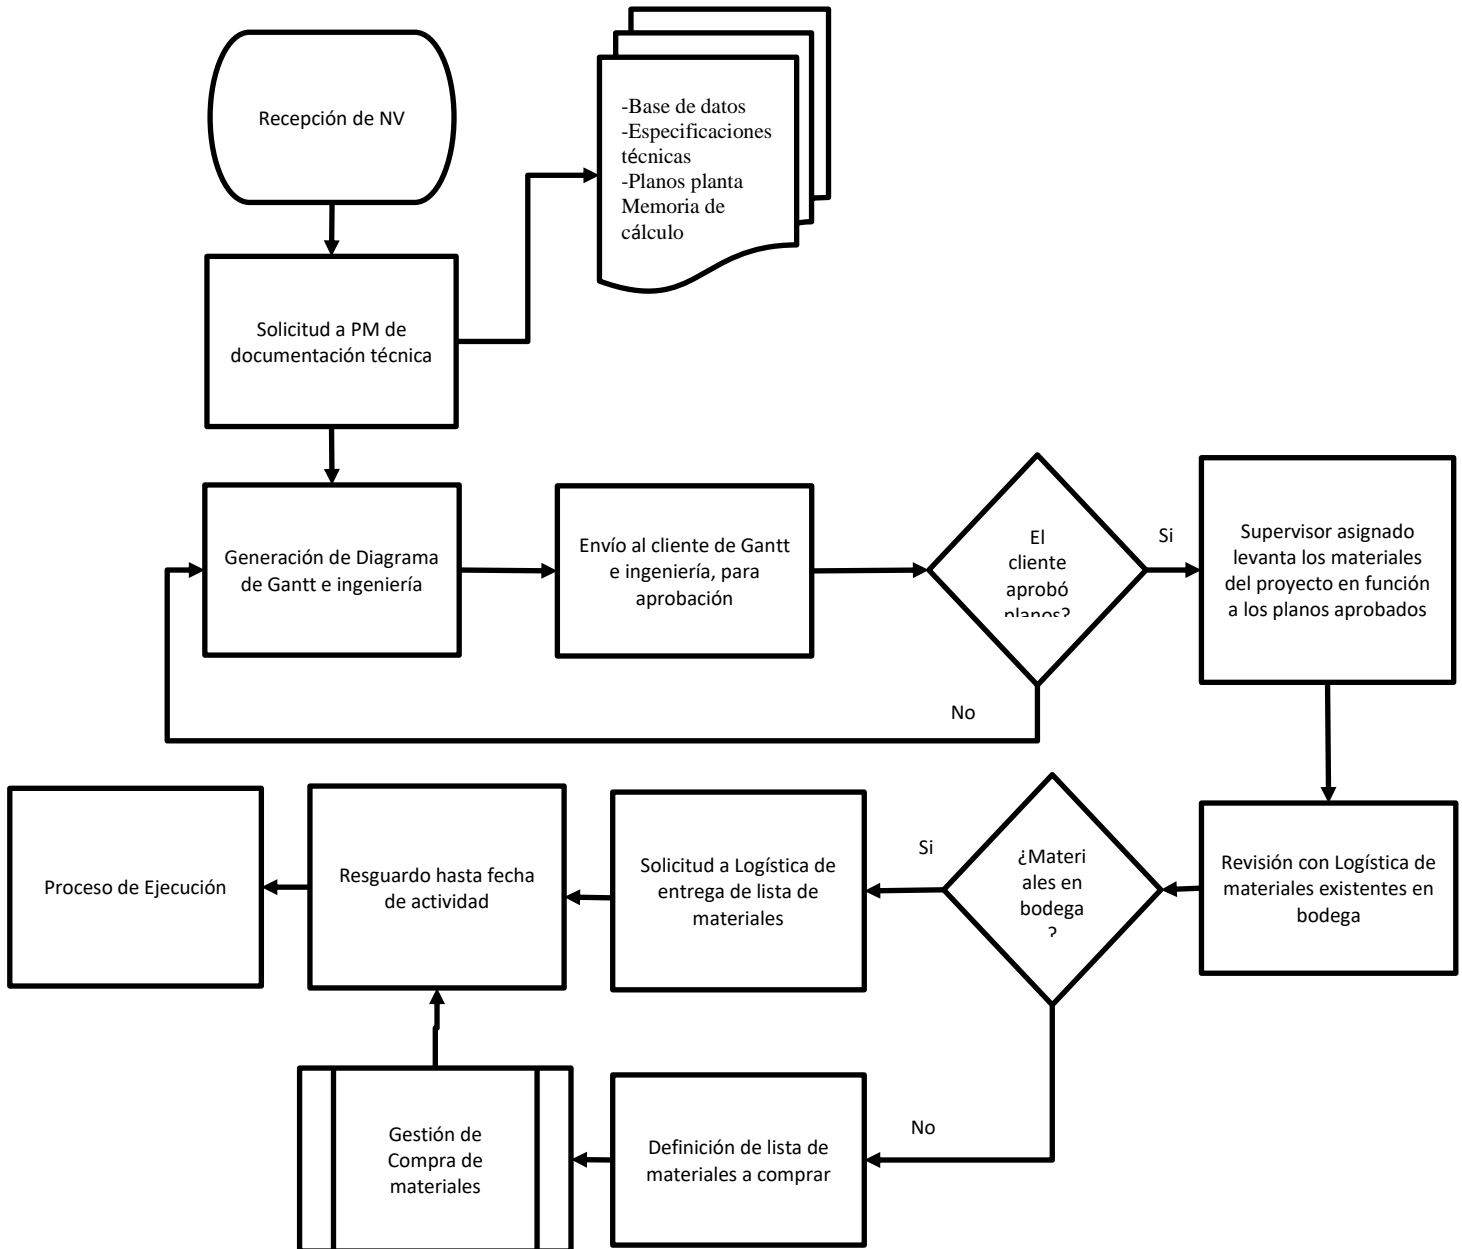 Recepción de NV
-Base de datos
-Especificaciones
técnicas
-Planos planta
Memoria de
cálculo
Solicitud a PM de
documentación técnica
Generación de Diagrama
de Gantt e ingeniería
Envío al cliente de Gantt
e ingeniería, para
aprobación
El
cliente
aprobó
planos?
Si
No
Supervisor asignado
levanta los materiales
del proyecto en función
a los planos aprobados
Revisión con Logística de
materiales existentes en
bodega
¿Materi
ales en
bodega
?
Si
No
Solicitud a Logística de
entrega de lista de
materiales
Resguardo hasta fecha
de actividad
Proceso de Ejecución
Definición de lista de
materiales a comprar
Gestión de
Compra de
materiales